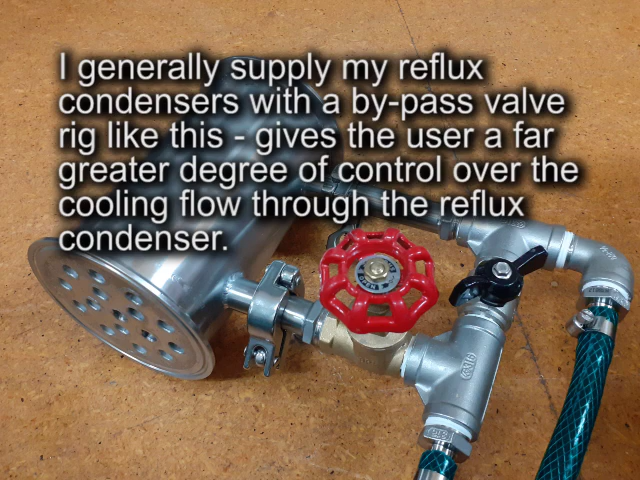 I generally supply my reflux
condensers with a by-pass valve
rig like this - gives the user a far
greater degree of control over the
cooling flow through the reflux
condenser.
OPEN